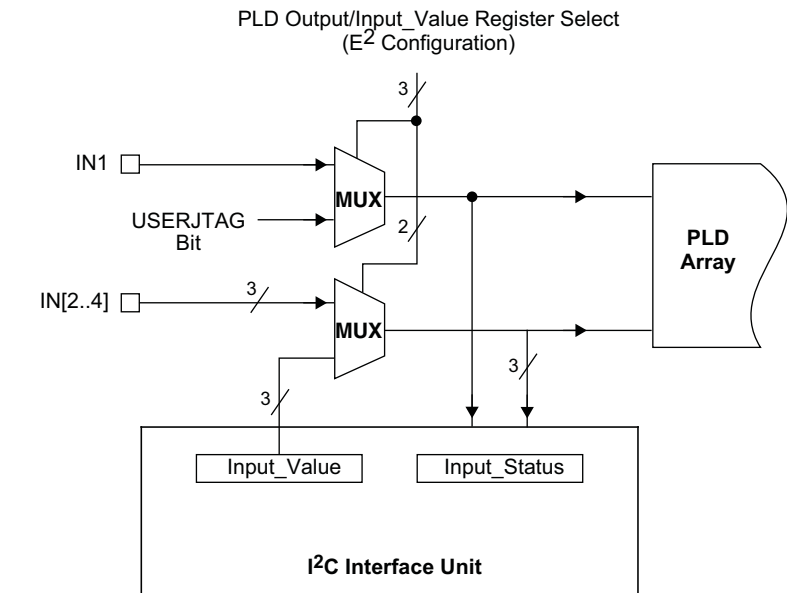 PLD Output/Input_Value Register Select
(E2 Configuration)
3
IN1
MUX
USERJTAG
Bit
2
PLD
Array
IN[2..4]
3
MUX
3
3
Input_Value
Input_Status
I2C Interface Unit